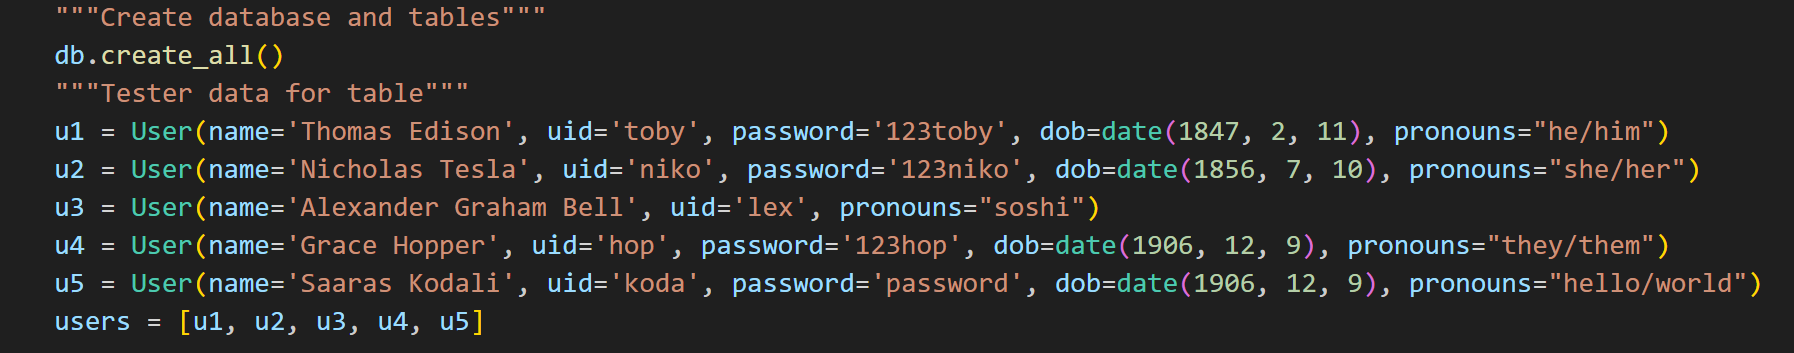 """Create database and tables"""
db.create_all()
"""Tester data for table"""
u1 = User(name='Thomas Edison', uid='toby', password='123toby', dob=date(1847, 2, 11), pronouns="he/him")
u2 = User(name='Nicholas Tesla', uid='niko', password='123niko', dob=date(1856, 7, 10), pronouns="she/her")
u3 = User(name='Alexander Graham Bell', uid='lex', pronouns="soshi")
u4 = User(name='Grace Hopper', uid='hop', password='123hop', dob=date(1906, 12, 9), pronouns="they/them")
u5 = User(name='Saaras Kodali', uid='koda', password='password', dob=date(1906, 12, 9), pronouns="hello/world")
users = [u1, u2, u3, u4, u5]